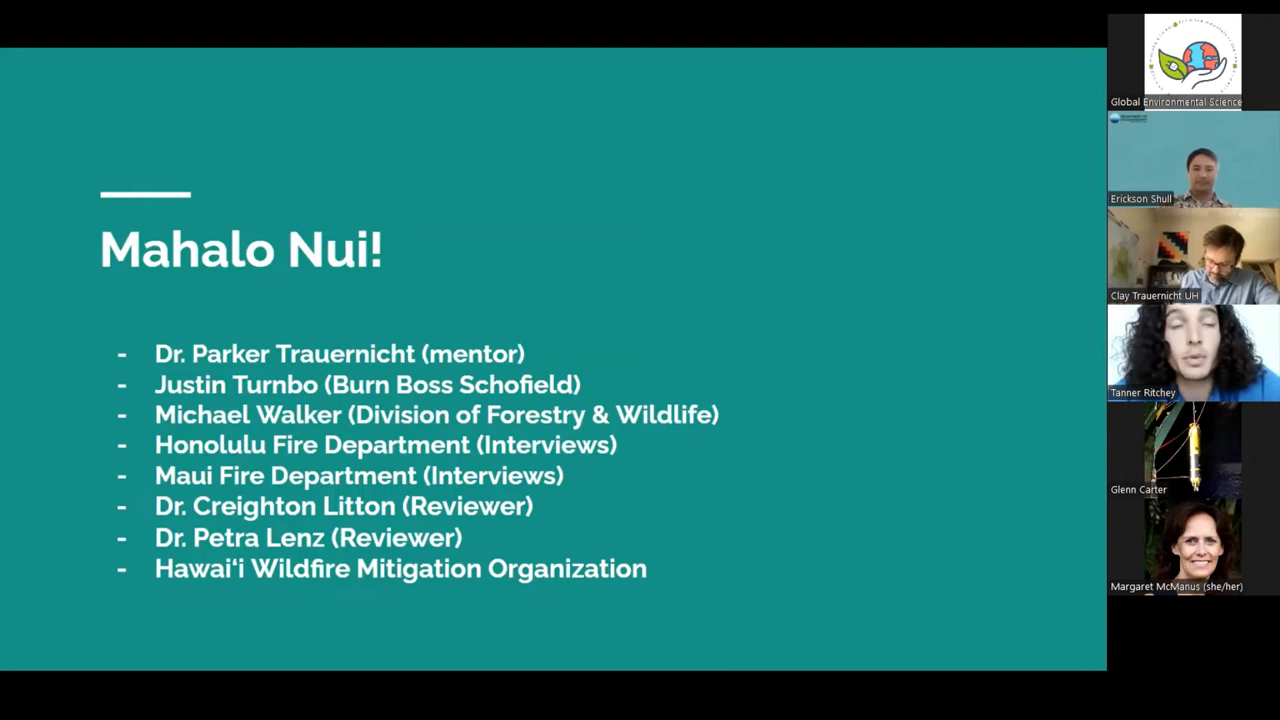 Mahalo Nui!
- Dr. Parker Trauernicht (mentor)
- Justin Turnbo (Burn Boss Schofield)
- Michael Walker (Division of Forestry & Wildlife)
- Honolulu Fire Department (Interviews)
- Maui Fire Department (Interviews)
- Dr. Creighton Litton (Reviewer)
- Dr. Petra Lenz (Reviewer)
- Hawaiʻi Wildfire Mitigation Organization
Global Environmental Science
Erickson Shull
Clay Trauernicht UH
Tanner Ritchey
Glenn Carter
Margaret McManus (she/her)